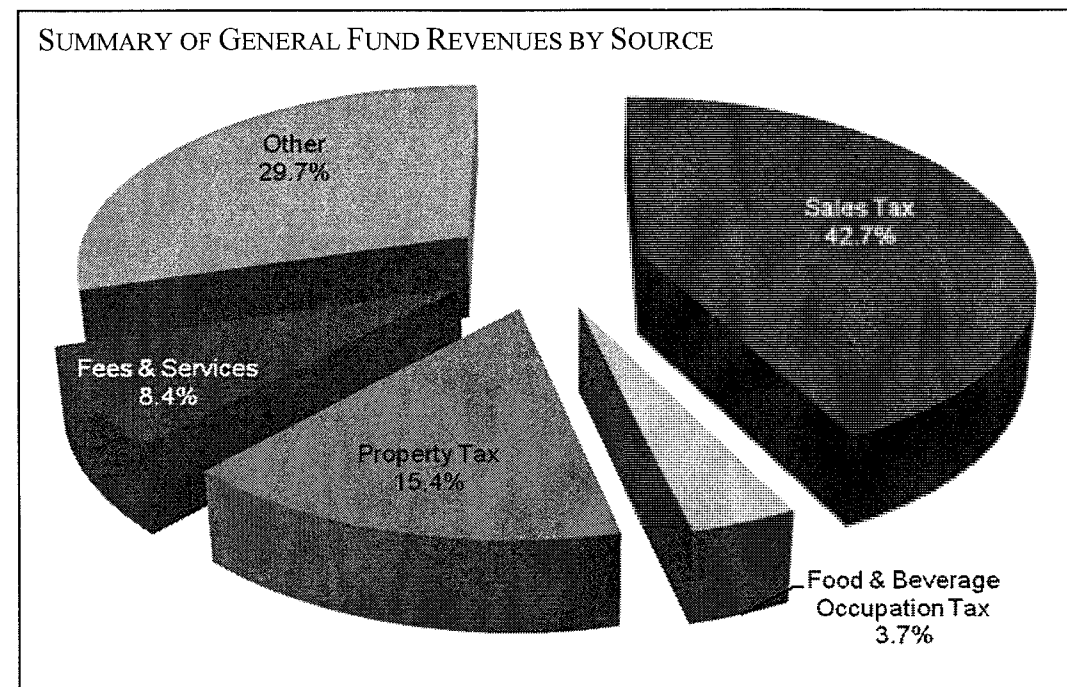 SUMMARY OF GENERAL FUND REVENUES BY SOURCE
Other
29.7%
Sales Tax
42.7%
Fees & Services
8.4%
Property Tax
15.4%
Food & Beverage
Occupation Tax
3.7%